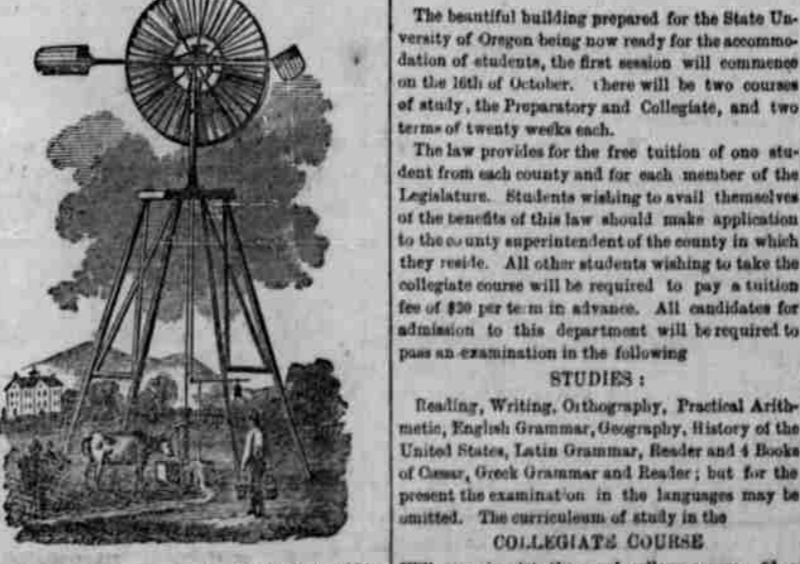 The beautiful building prepared for the State Un-
versity of Oregon being now ready for the accommo-
dation of students, the first session will commence
on the 16th of October. there will be two courses
of study, the Preparatory and Collegiate, and two
terms of twenty weeks each.
The law provides for the free tuition of one stu-
dent from each county and for each member of the
Legislature. Students wishing to avail themselves
of the benefits of this law should make application
to the county superintendent of the county in which
they reside. All other students wishing to take the
collegiate course will be required to pay a tuition
fee of per term in advance. All candidates for
admission to this department will be required to
pass an examination in the following
STUDIES:
Reading, Writing, Orthography, Practical Arith-
metic, English Grammar, Geography, History of the
United States, Latin Grammar, Reader and 4 Books
of Cæsar, Greek Grammar and Reader; but for the
present the examination in the languages may be
omitted. The curriculeum of study in the
COLLEGIATE COURSE